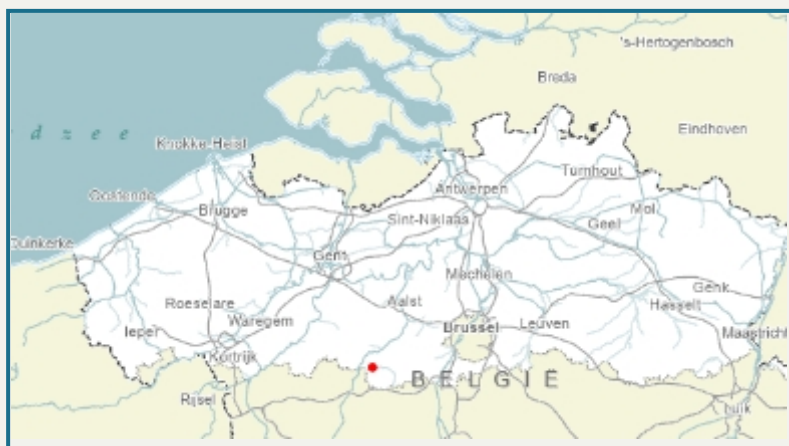 's-Hertogenbosch
Breda
dzee
Eindhoven
Knokke-Heist
Turnhout
Antwerpen
Oostende
Mol
Brugge
Sint-Niklaas
Geel
Duinkerke
Gent
Mechelen
Genk
Roeselare
Aalst
Hasselt
Waregem
Brussel
Leuven
Ieper
Maastricht
Kortrijk
BELGIË
Rijsel
Luik